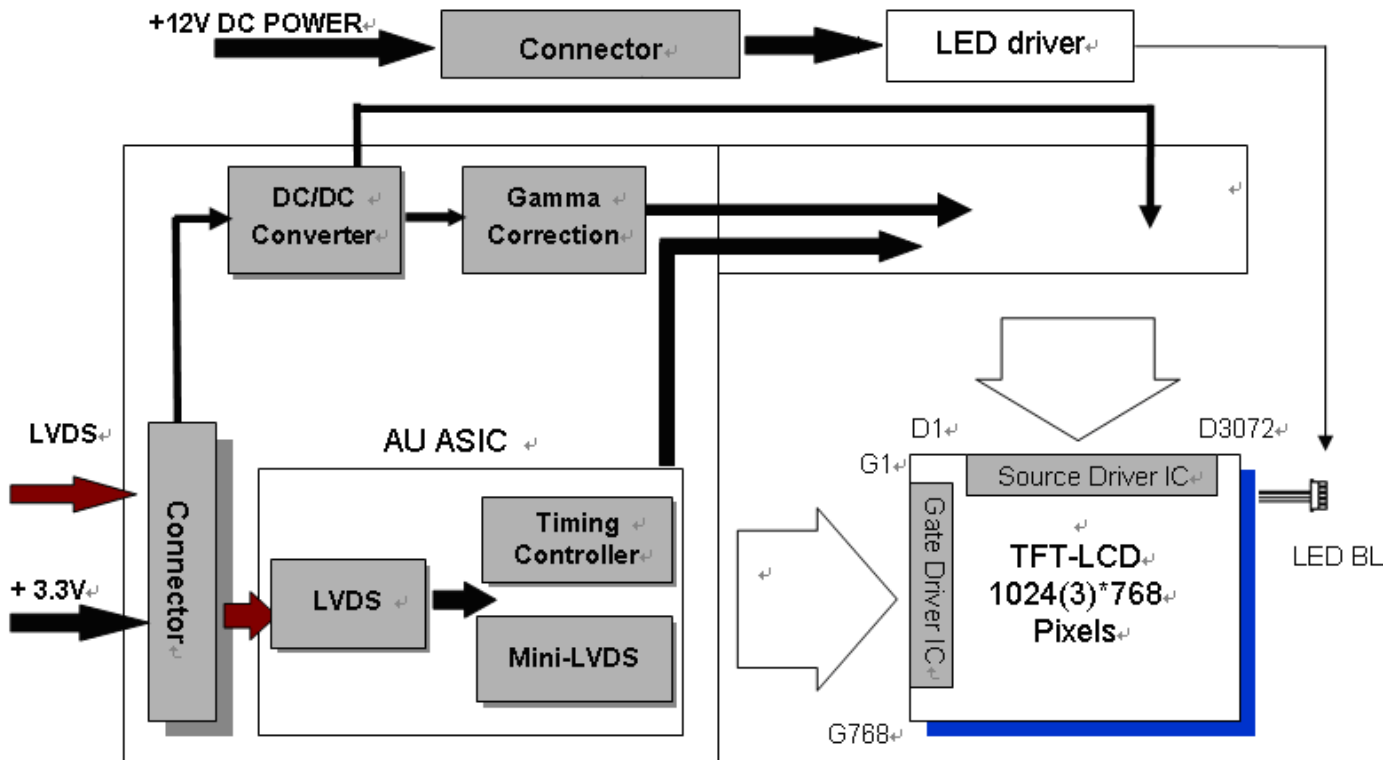 +12V DC POWER
Connector
LED driver
DC/DC
Converter
Gamma
Correction
LVDS
+ 3.3V
Connector
AU ASIC
LVDS
Timing
Controller
Mini-LVDS
D1
D3072
G1
G768
Source Driver IC
Gate Driver IC
TFT-LCD
1024(3)*768
Pixels
LED BL